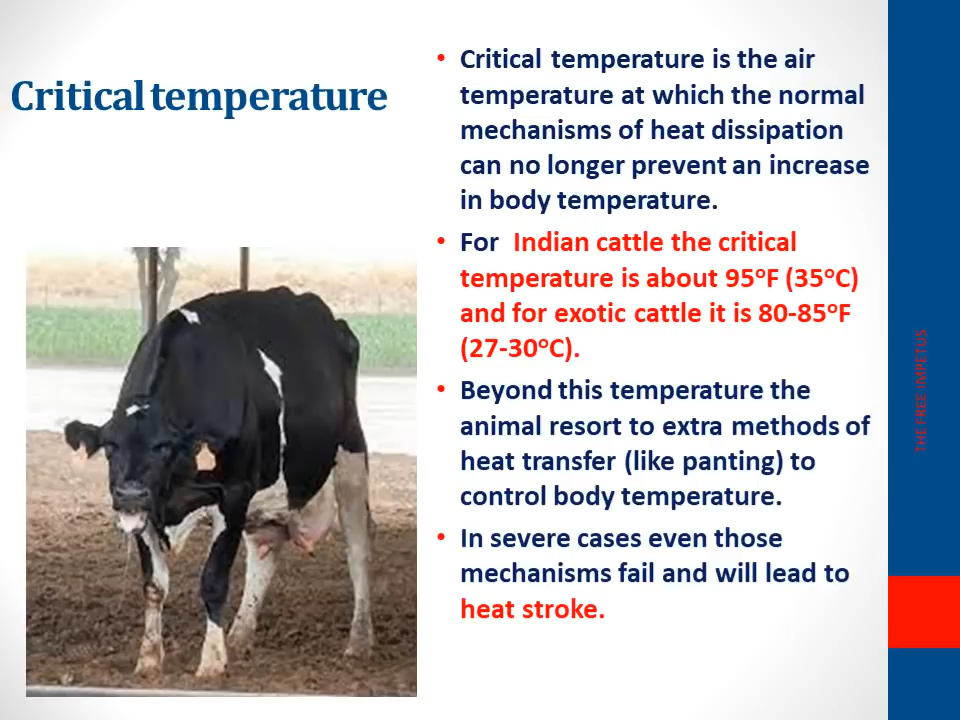 Critical temperature
• Critical temperature is the air
temperature at which the normal
mechanisms of heat dissipation
can no longer prevent an increase
in body temperature.
• For Indian cattle the critical
temperature is about 95°F (35°C)
and for exotic cattle it is 80-85°F
(27-30°C).
• Beyond this temperature the
animal resort to extra methods of
heat transfer (like panting) to
control body temperature.
• In severe cases even those
mechanisms fail and will lead to
heat stroke.
THE FREE IMPETUS